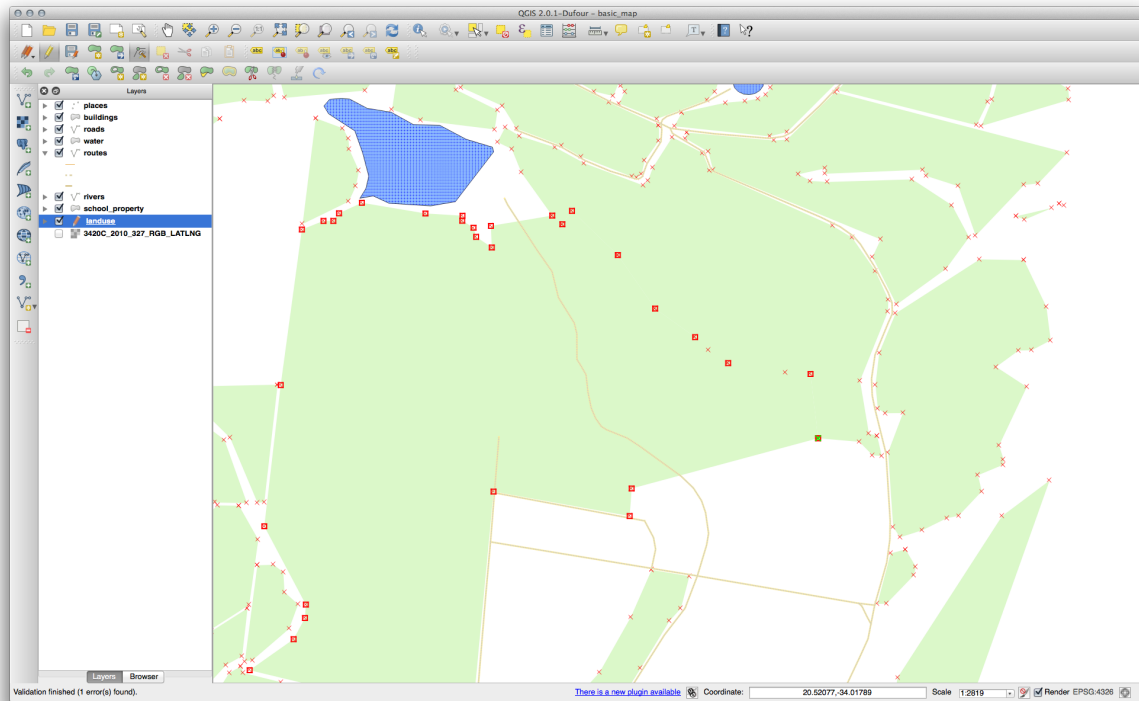 QGIS 2.0.1-Dufour - basic_map
Layers
places
buildings
roads
water
routes
rivers
school_property
landuse
3420C_2010_327_RGB_LATLNG
Layers Browser
Validation finished (1 error(s) found). There is a new plugin available Coordinate: 20.52077,-34.01789 Scale 1:2819 Render EPSG:4326